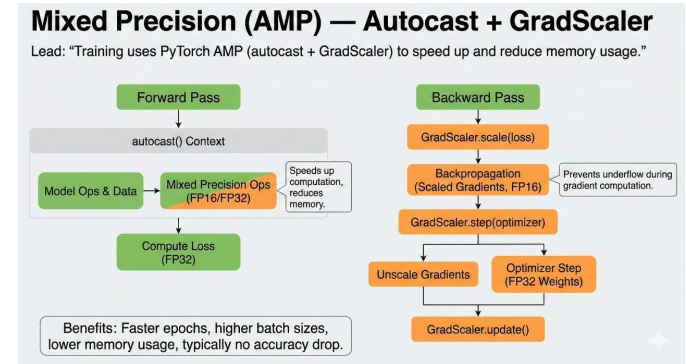 Mixed Precision (AMP) — Autocast + GradScaler
Lead: “Training uses PyTorch AMP (autocast + GradScaler) to speed up and reduce memory usage.”
Forward Pass
autocast() Context
Model Ops & Data
Mixed Precision Ops
(FP16/FP32)
Speeds up
computation,
reduces
memory.
Compute Loss
(FP32)
Backward Pass
GradScaler.scale(loss)
Backpropagation
(Scaled Gradients, FP16)
Prevents underflow during
gradient computation.
GradScaler.step(optimizer)
Unscale Gradients
Optimizer Step
(FP32 Weights)
GradScaler.update()
Benefits: Faster epochs, higher batch sizes,
lower memory usage, typically no accuracy drop.